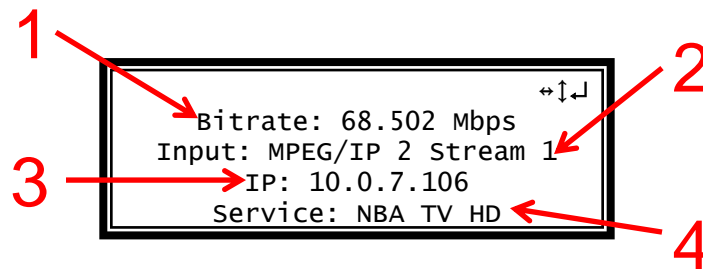 1
2
↔↕↵
Bitrate: 68.502 Mbps
Input: MPEG/IP 2 Stream 1
3
IP: 10.0.7.106
Service: NBA TV HD
4